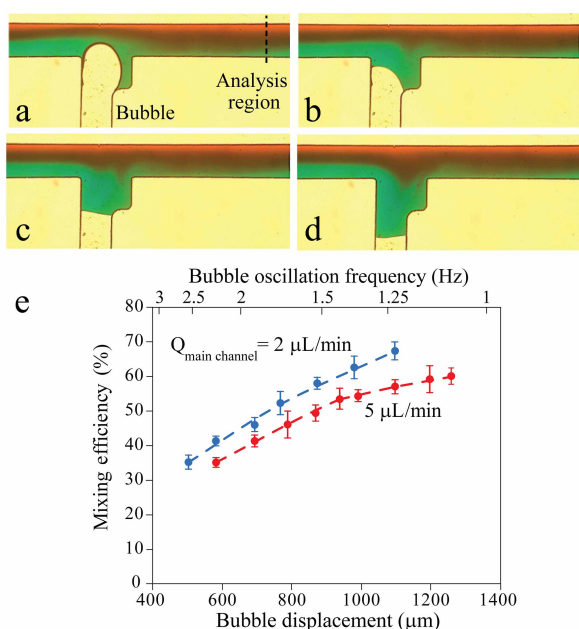 a
Bubble
Analysis
region
b
c
d
e
Bubble oscillation frequency (Hz)
3 2.5 2 1.5 1.25 1
80
70
60
50
40
30
20
10
0
Mixing efficiency (%)
Q main channel = 2 μL/min
5 μL/min
400 600 800 1000 1200 1400
Bubble displacement (μm)